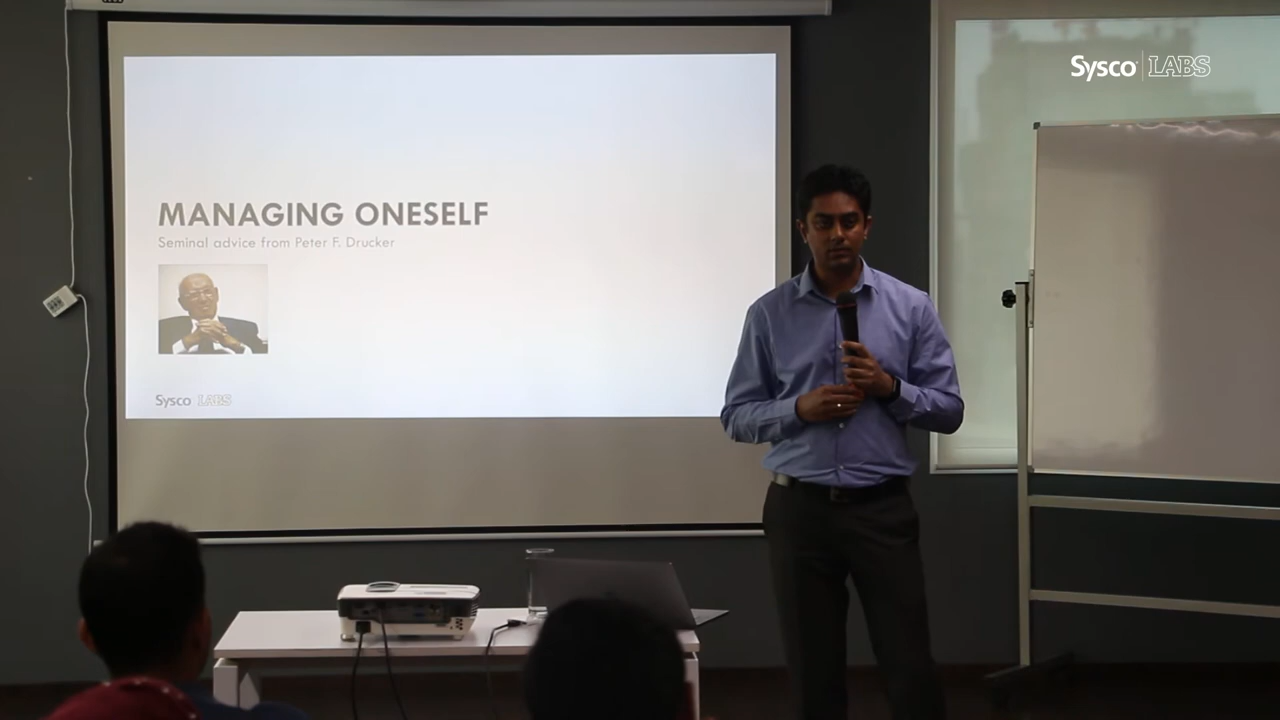 Sysco LABS
MANAGING ONESELF
Seminal advice from Peter F. Drucker
Sysco LABS